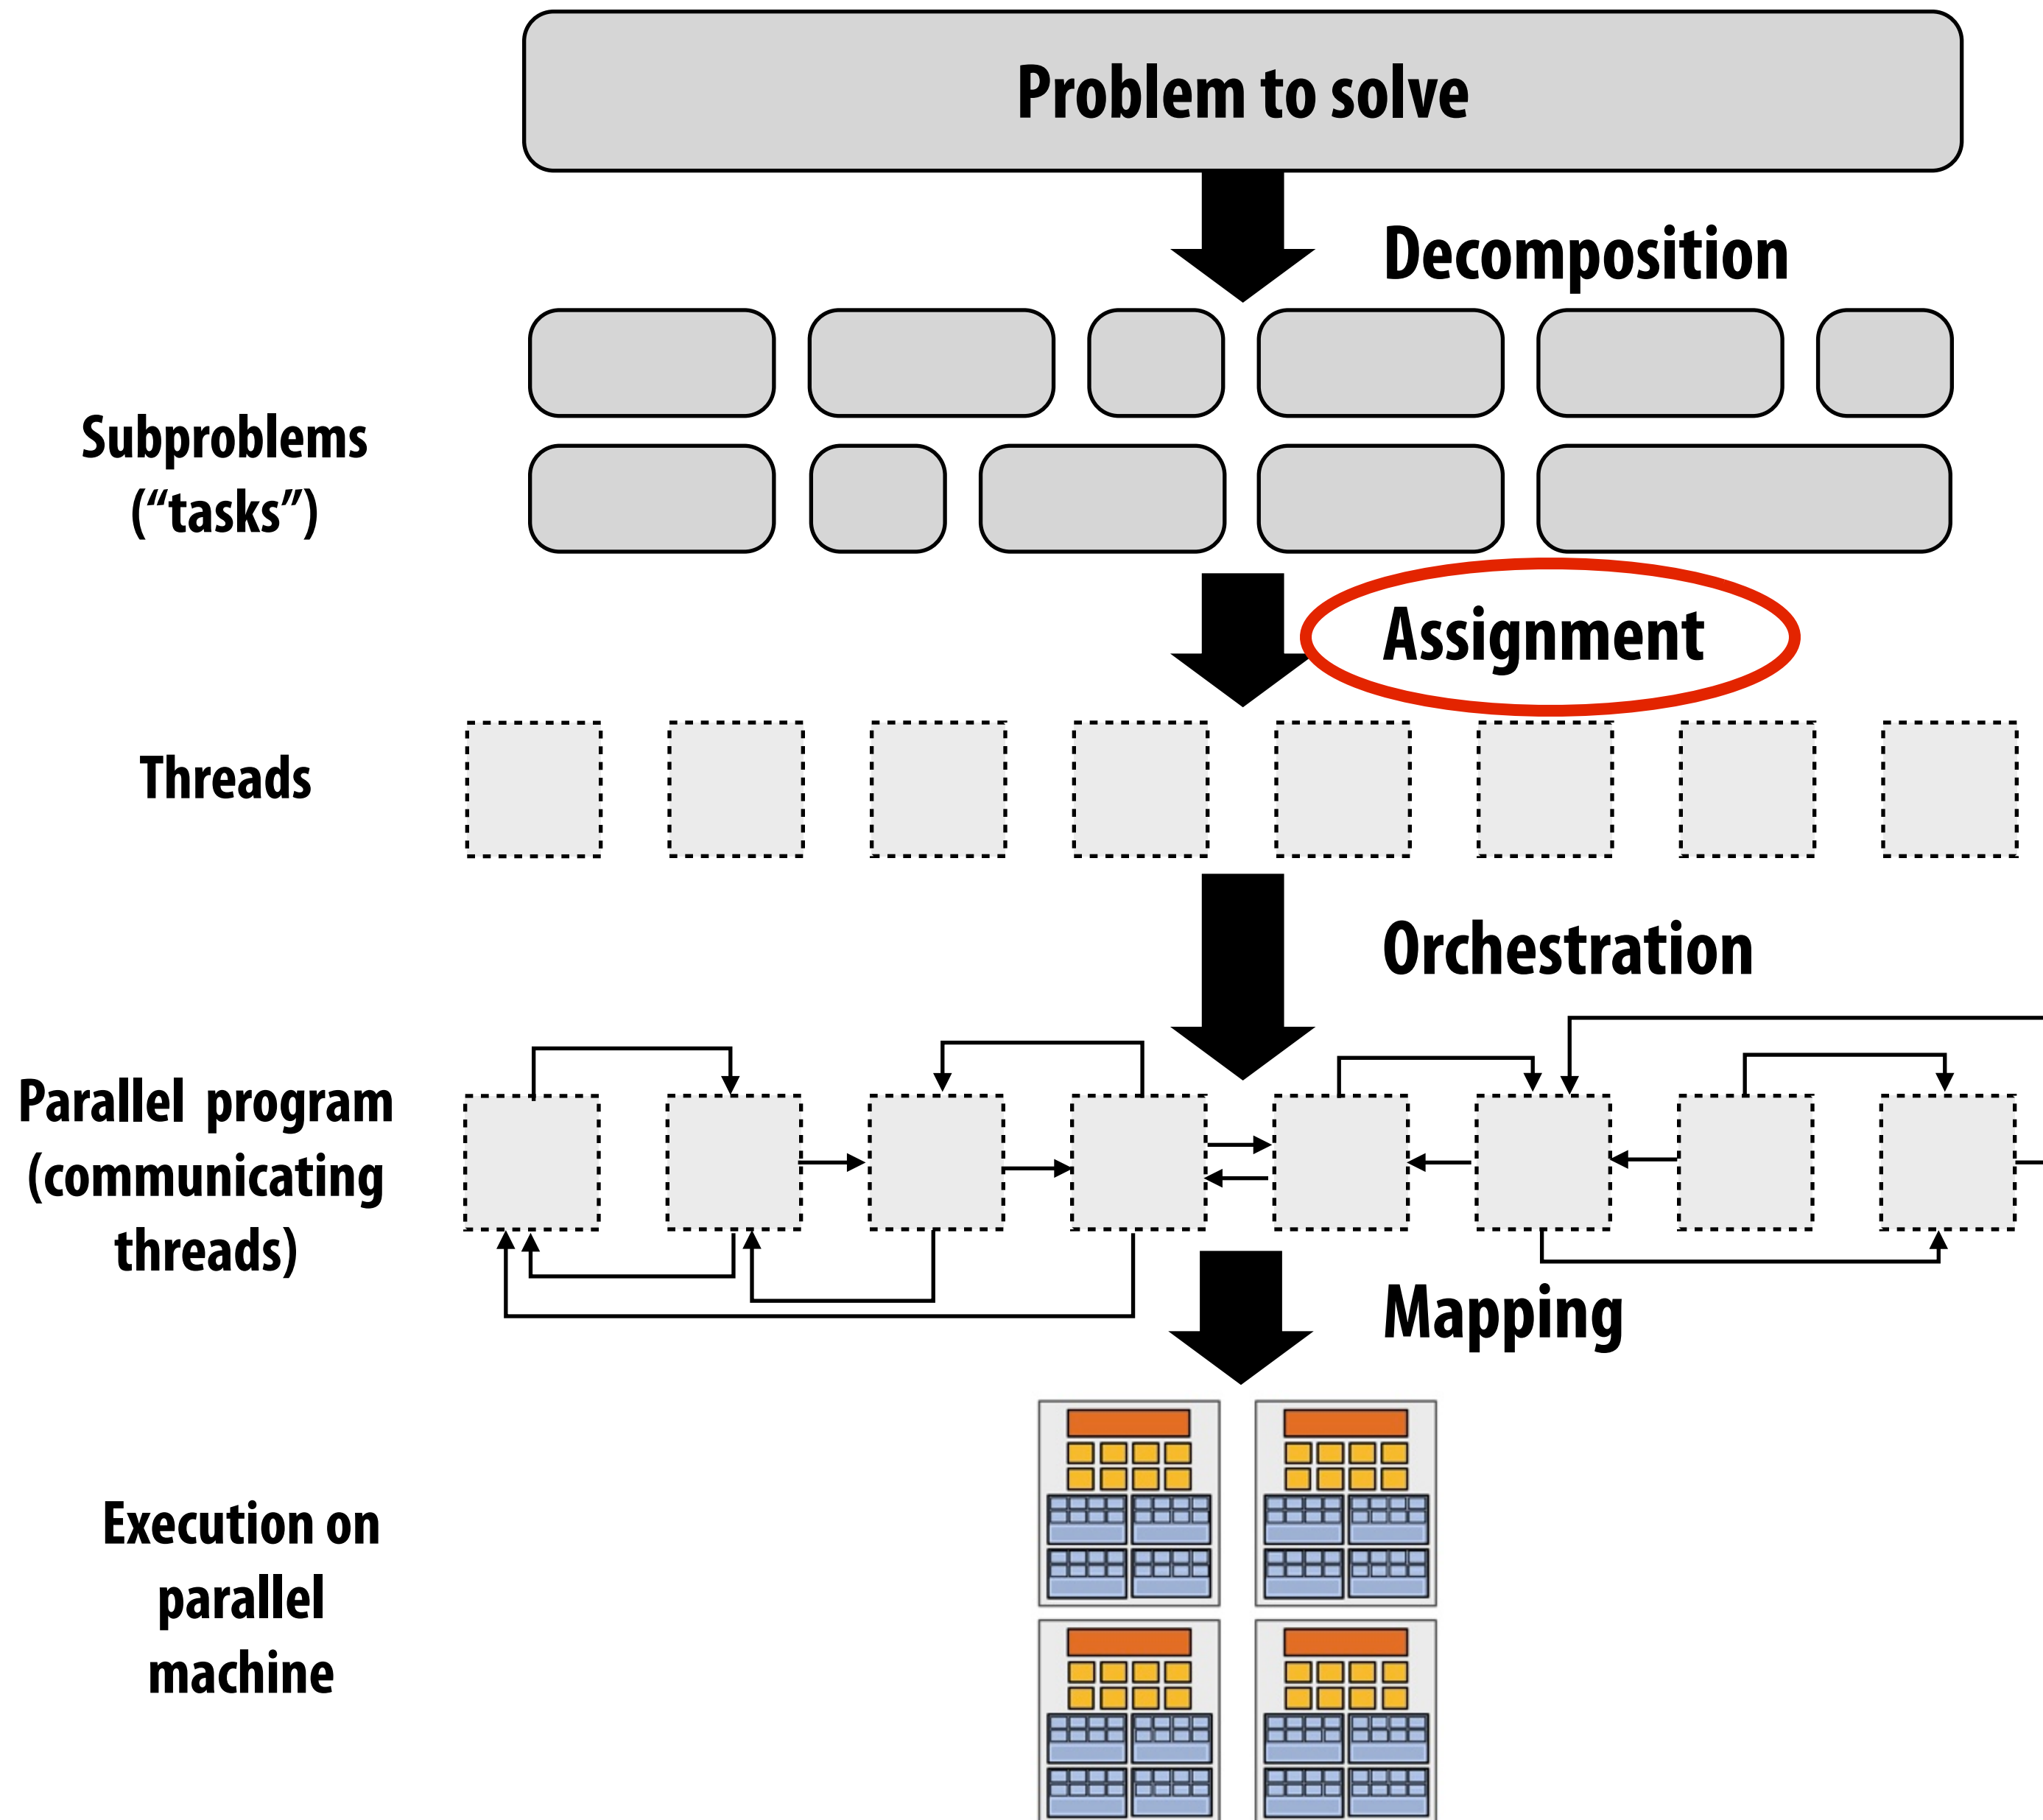 Problem to solve
Decomposition
Subproblems
(“tasks”)
Assignment
Threads
Orchestration
Parallel program
(communicating
threads)
Mapping
Execution on
parallel
machine